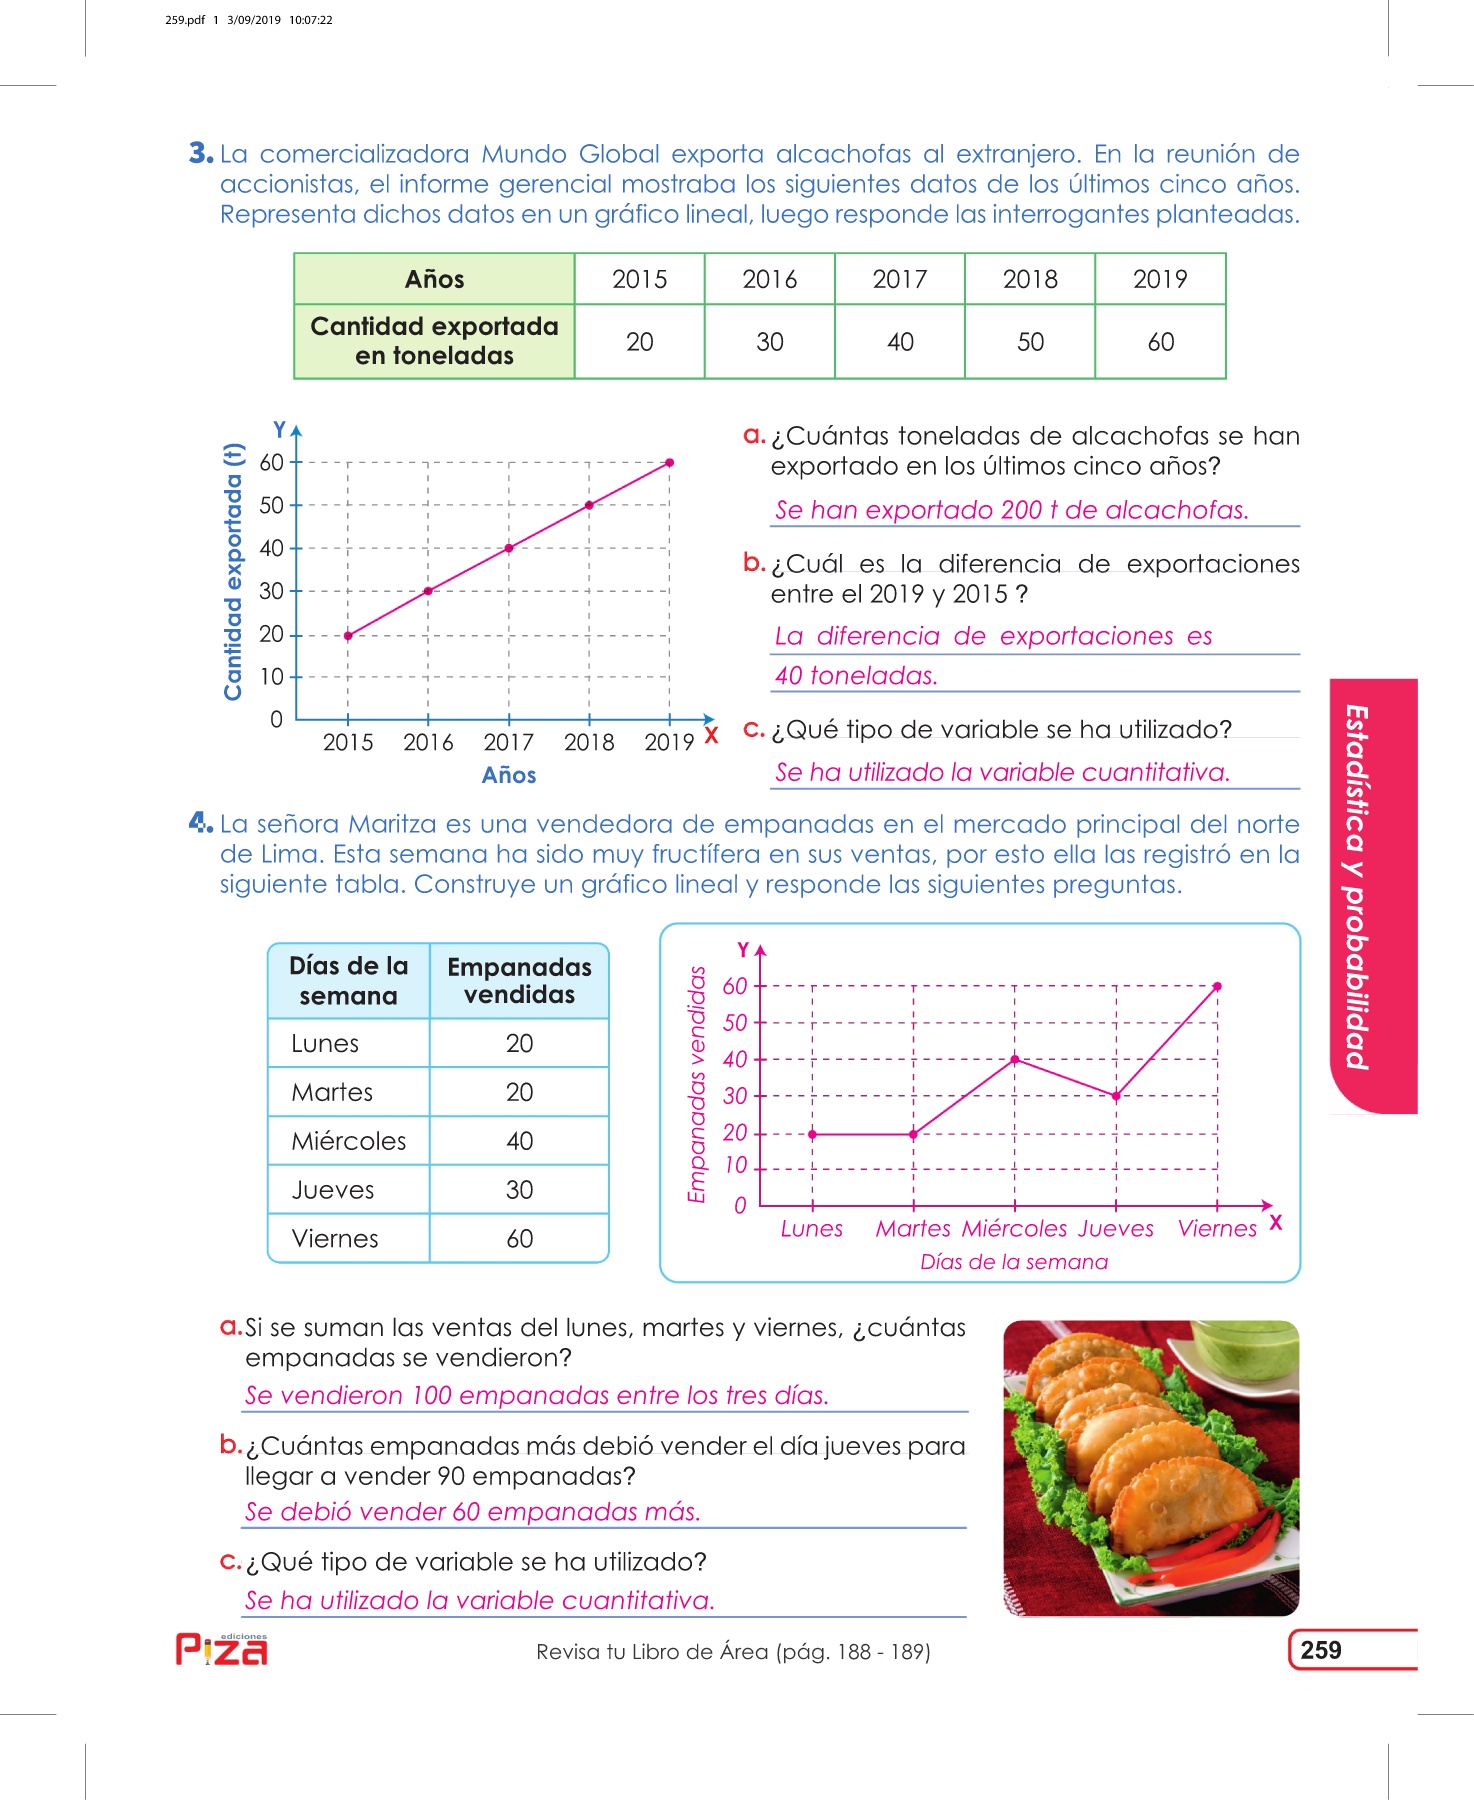 259.pdf 1 3/09/2019 10:07:22
3. La comercializadora Mundo Global exporta alcachofas al extranjero. En la reunión de
accionistas, el informe gerencial mostraba los siguientes datos de los últimos cinco años.
Representa dichos datos en un gráfico lineal, luego responde las interrogantes planteadas.
Años 2015 2016 2017 2018 2019
Cantidad exportada
en toneladas 20 30 40 50 60
Y
Cantidad exportada (t)
60
50
40
30
20
10
0
2015 2016 2017 2018 2019 X
Años
a. ¿Cuántas toneladas de alcachofas se han
exportado en los últimos cinco años?
Se han exportado 200 t de alcachofas.
b. ¿Cuál es la diferencia de exportaciones
entre el 2019 y 2015 ?
La diferencia de exportaciones es
40 toneladas.
c. ¿Qué tipo de variable se ha utilizado?
Se ha utilizado la variable cuantitativa.
Estadística y probabilidad
4. La señora Maritza es una vendedora de empanadas en el mercado principal del norte
de Lima. Esta semana ha sido muy fructífera en sus ventas, por esto ella las registró en la
siguiente tabla. Construye un gráfico lineal y responde las siguientes preguntas.
Días de la
semana
Empanadas
vendidas
Lunes 20
Martes 20
Miércoles 40
Jueves 30
Viernes 60
Y
Empanadas vendidas
60
50
40
30
20
10
0
Lunes Martes Miércoles Jueves Viernes X
Días de la semana
a. Si se suman las ventas del lunes, martes y viernes, ¿cuántas
empanadas se vendieron?
Se vendieron 100 empanadas entre los tres días.
b. ¿Cuántas empanadas más debió vender el día jueves para
llegar a vender 90 empanadas?
Se debió vender 60 empanadas más.
c. ¿Qué tipo de variable se ha utilizado?
Se ha utilizado la variable cuantitativa.
ediciones
Piza
Revisa tu Libro de Área (pág. 188 - 189)
259